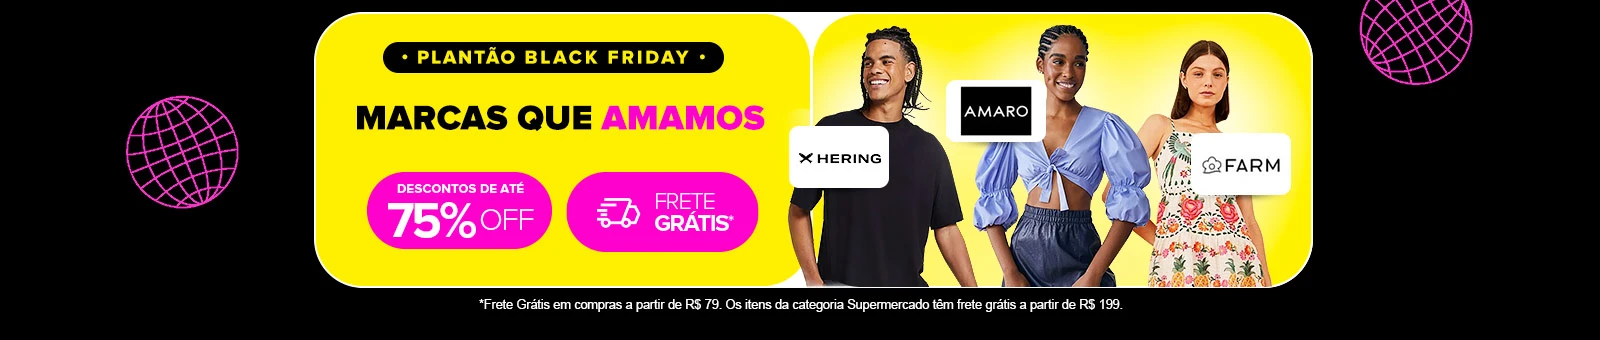 • PLANTÃO BLACK FRIDAY •
MARCAS QUE AMAMOS
DESCONTOS DE ATÉ
75% OFF
FRETE
GRÁTIS*
HERING
AMARO
FARM
*Frete Grátis em compras a partir de R$ 79. Os itens da categoria Supermercado têm frete grátis a partir de R$ 199.